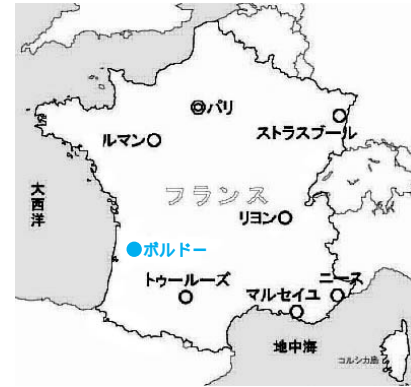 パリ
ルマン
ストラスブール
大西洋
フランス
リヨン
ボルドー
トゥールーズ
マルセイユ
ニース
地中海
コルシカ島